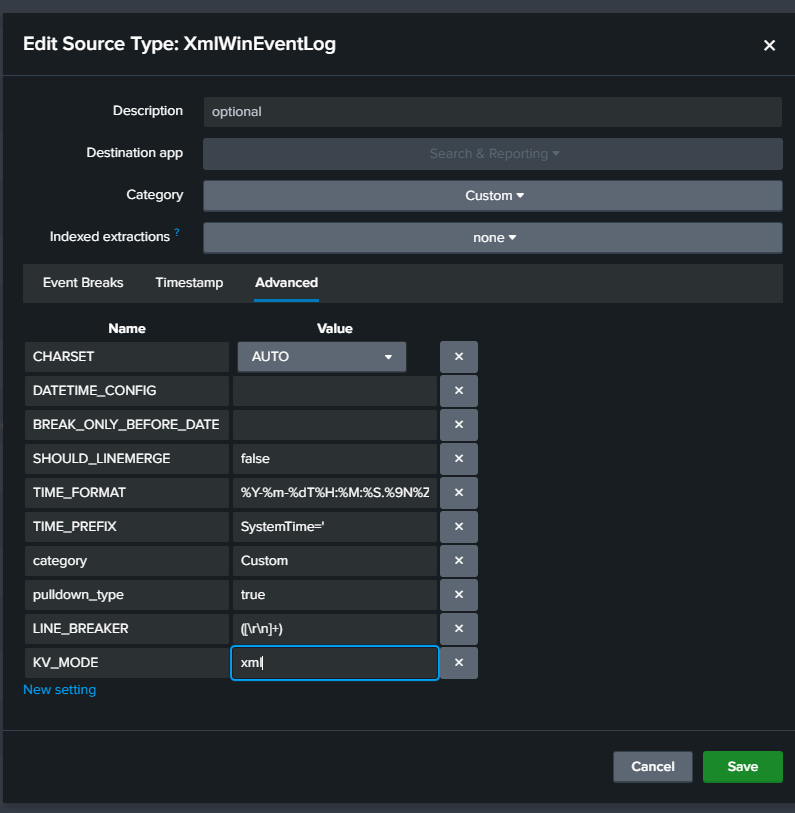 Edit Source Type: XmlWinEventLog ×
Description optional
Destination app Search & Reporting
Category Custom
Indexed extractions ? none
Event Breaks Timestamp Advanced
Name Value
CHARSET AUTO ×
DATETIME_CONFIG ×
BREAK_ONLY_BEFORE_DATE ×
SHOULD_LINEMERGE false ×
TIME_FORMAT %Y-%m-%dT%H:%M:%S.%9N%Z ×
TIME_PREFIX SystemTime=' ×
category Custom ×
pulldown_type true ×
LINE_BREAKER ([\r\n]+) ×
KV_MODE xml ×
New setting
Cancel Save